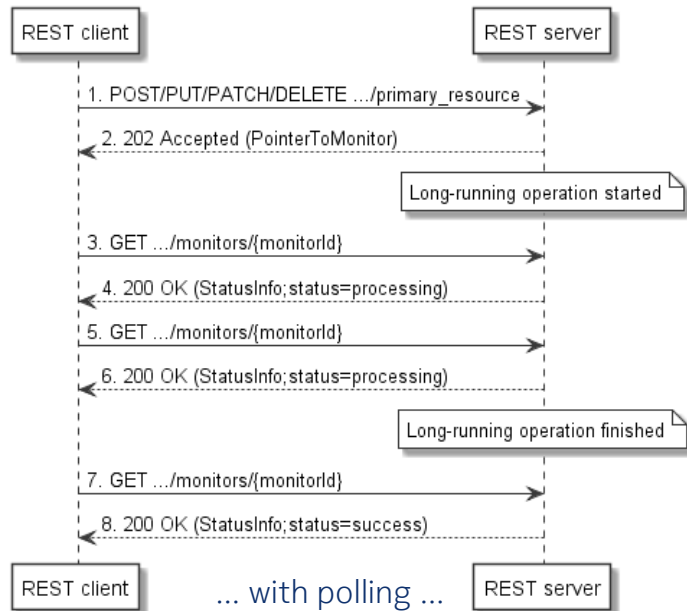 REST client
REST server
1. POST/PUT/PATCH/DELETE .../primary_resource
2. 202 Accepted (PointerToMonitor)
Long-running operation started
3. GET .../monitors/{monitorId}
4. 200 OK (StatusInfo;status=processing)
5. GET .../monitors/{monitorId}
6. 200 OK (StatusInfo;status=processing)
Long-running operation finished
7. GET .../monitors/{monitorId}
8. 200 OK (StatusInfo;status=success)
REST client
... with polling ...
REST server